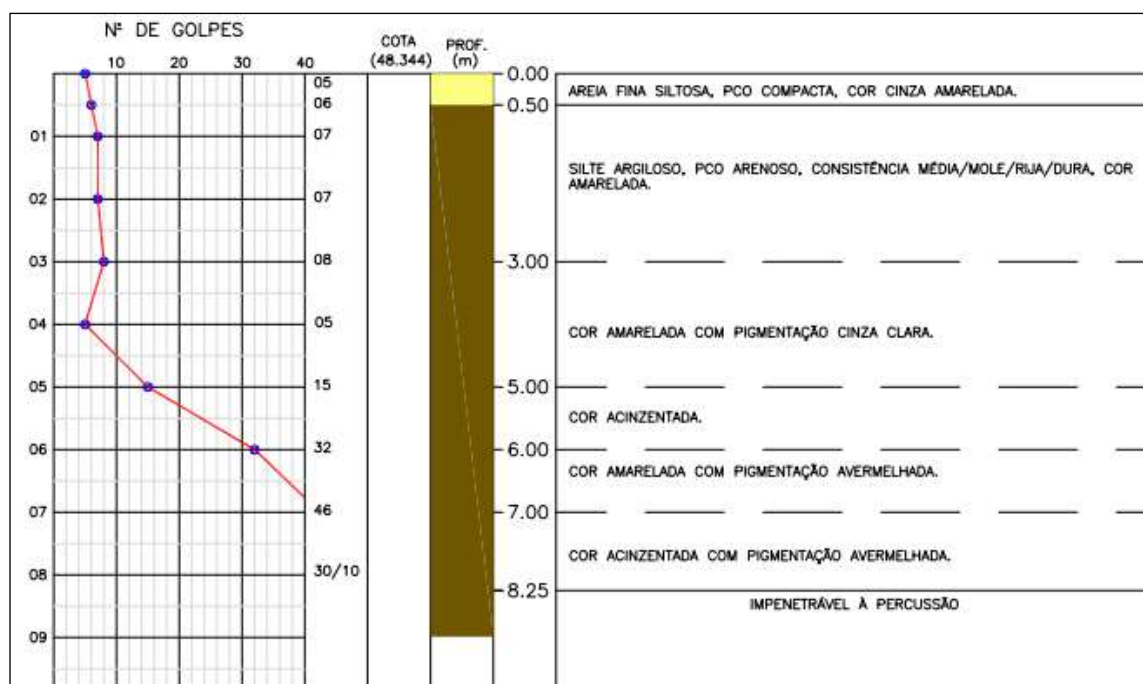 Nº DE GOLPES
10 20 30 40
COTA
(48.344)
PROF.
(m)
0.00
05
AREIA FINA SILTOSA, PCO COMPACTA, COR CINZA AMARELADA.
06
0.50
01
07
SILTE ARGILOSO, PCO ARENOSO, CONSISTÊNCIA MÉDIA/MOLE/RIJA/DURA, COR
AMARELADA.
02
07
03
08
3.00
04
05
COR AMARELADA COM PIGMENTAÇÃO CINZA CLARA.
05
15
5.00
COR ACINZENTADA.
06
32
6.00
COR AMARELADA COM PIGMENTAÇÃO AVERMELHADA.
07
46
7.00
COR ACINZENTADA COM PIGMENTAÇÃO AVERMELHADA.
08
30/10
8.25
IMPENETRÁVEL À PERCUSSÃO
09